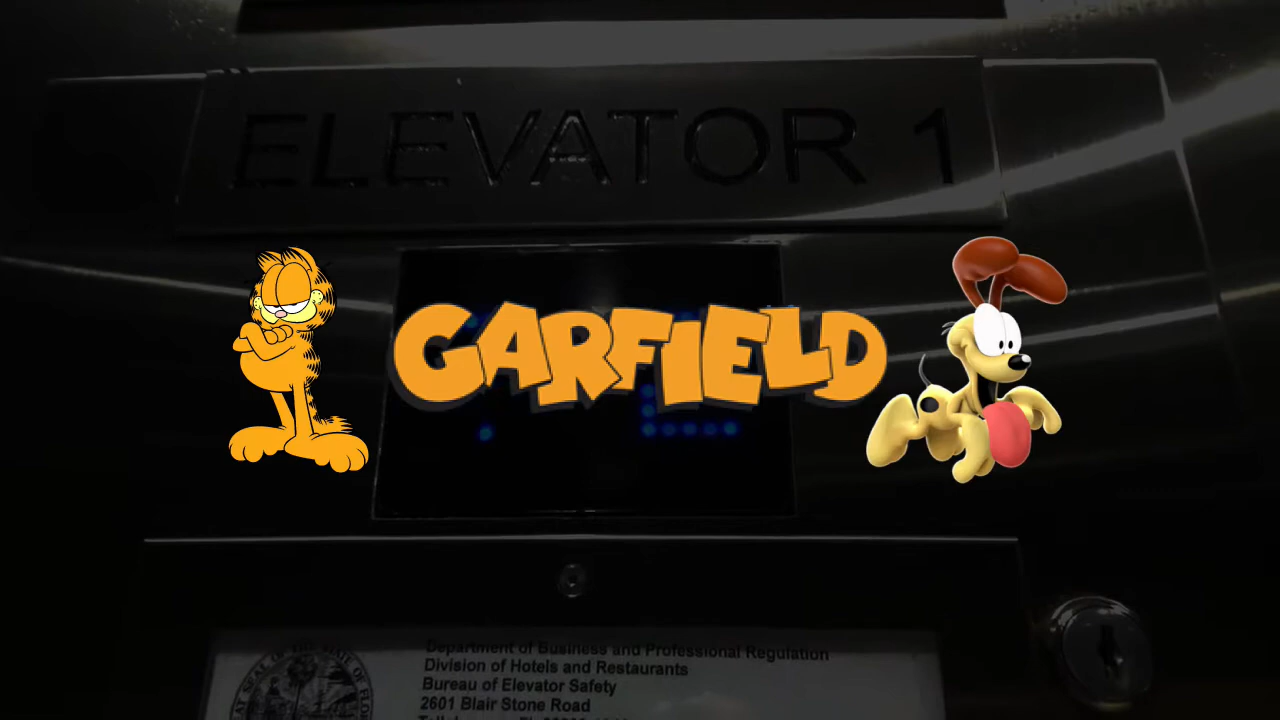 ELEVATOR 1
GARFIELD
Department of Business and Professional Regulation
Division of Hotels and Restaurants
Bureau of Elevator Safety
2601 Blair Stone Road